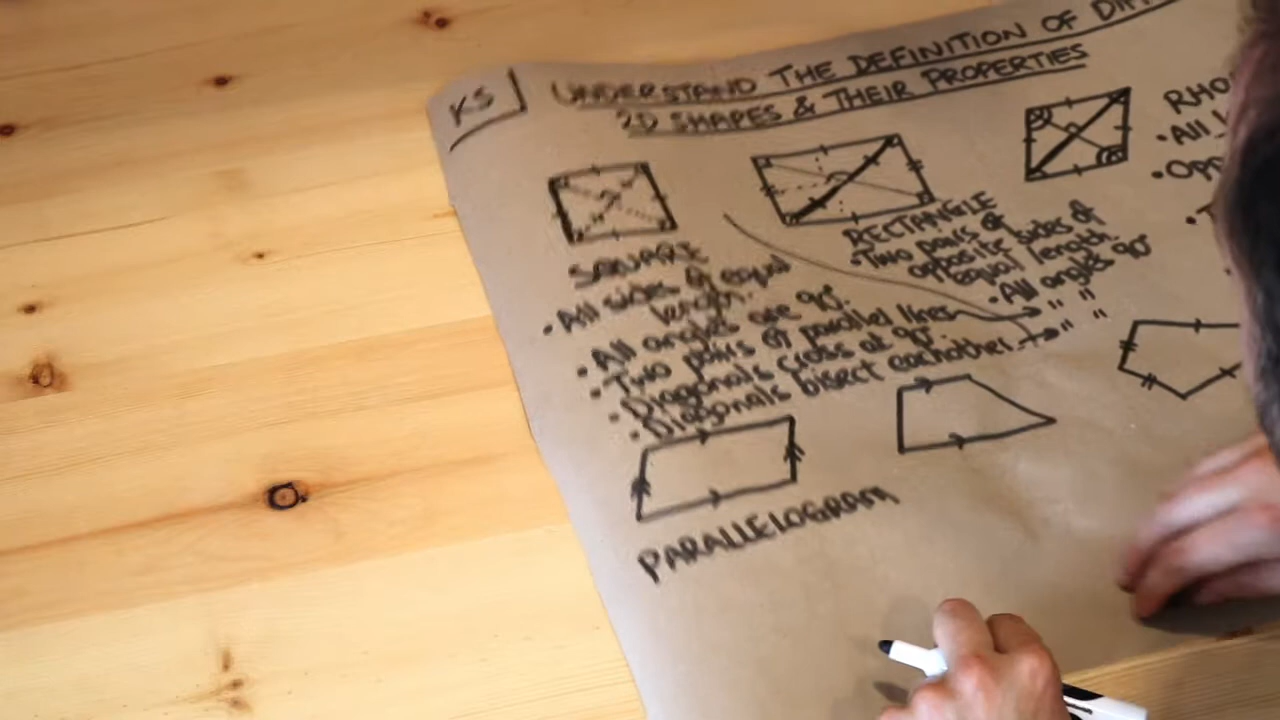 KS
UNDERSTAND THE DEFINITION OF
2D SHAPES & THEIR PROPERTIES
SQUARE
• All sides of equal
length.
• All angles are 90°.
• Two pairs of parallel lines
• Diagonals cross at 90°.
• Diagonals bisect eachother.
RECTANGLE
• Two pairs of
opposite sides of
equal length.
• All angles 90°
" "
" "
RHO
• All
• Opp
PARALLELOGRAM